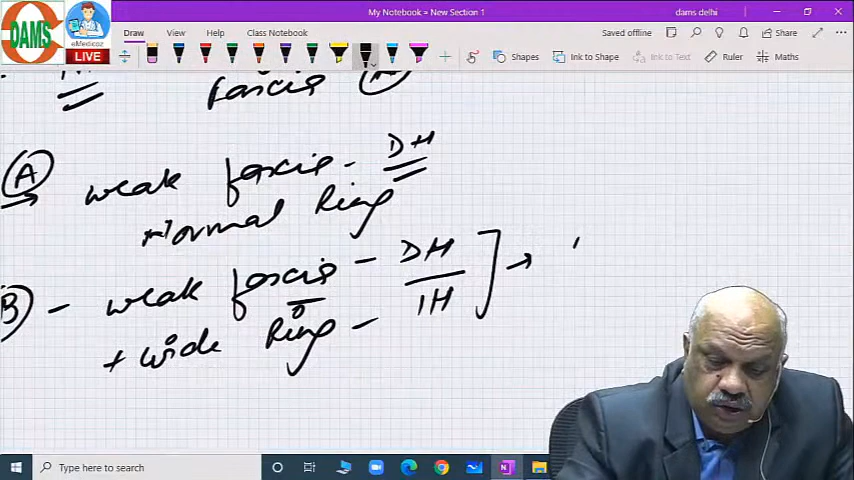 My Notebook = New Section 1
dams delhi
DAMS
eMedicoz
LIVE
Draw
View
Help
Class Notebook
Saved offline
Share
Shapes
Ink to Shape
Ink to Text
Ruler
Maths
fascia (N)
(A) weak fascia - DH
+ normal Ring
(B) - weak fascia - DH
+ wide Ring - IH
Type here to search